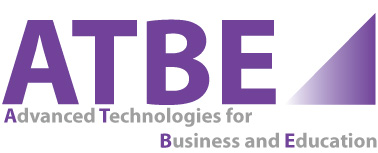 ATBE
Advanced Technologies for
Business and Education